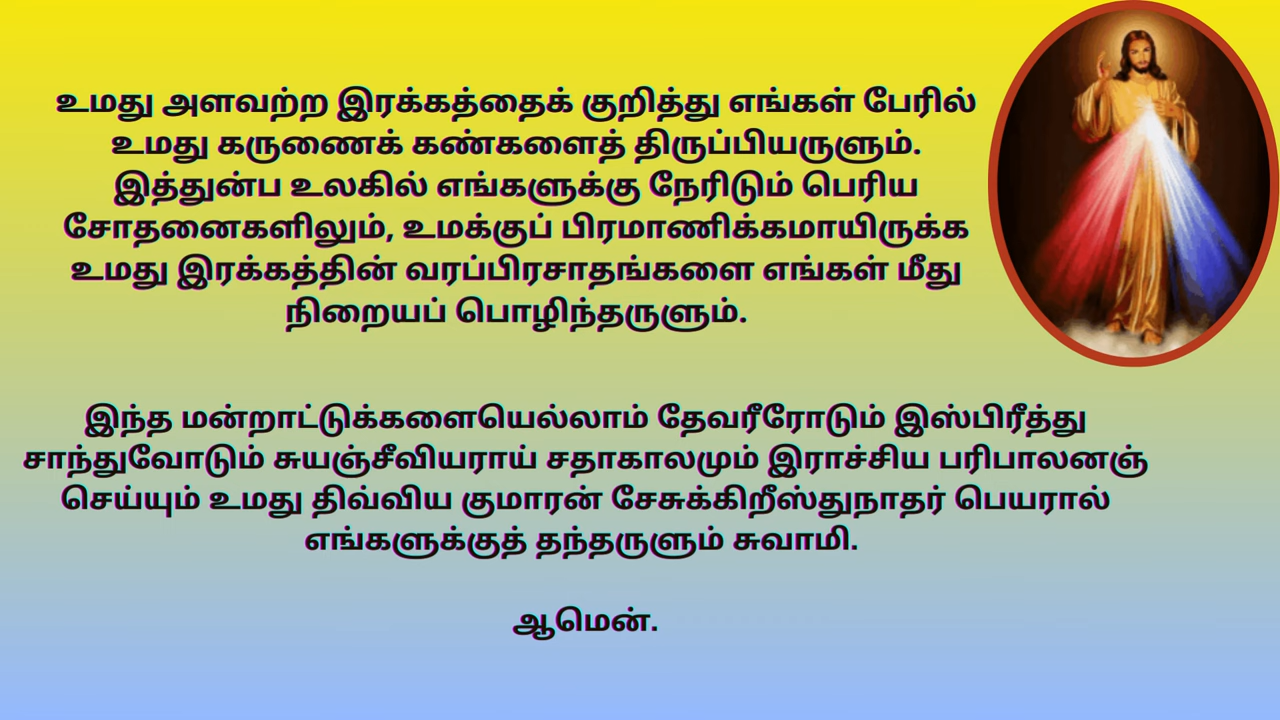 உமது அளவற்ற இரக்கத்தைக் குறித்து எங்கள் பேரில்
உமது கருணைக் கண்களைத் திருப்பியருளும்.
இத்துன்ப உலகில் எங்களுக்கு நேரிடும் பெரிய
சோதனைகளிலும், உமக்குப் பிரமாணிக்கமாயிருக்க
உமது இரக்கத்தின் வரப்பிரசாதங்களை எங்கள் மீது
நிறையப் பொழிந்தருளும்.
இந்த மன்றாட்டுக்களையெல்லாம் தேவரீரோடும் இஸ்பிரீத்து
சாந்துவோடும் சுயஞ்சீவியராய் சதாகாலமும் இராச்சிய பரிபாலனஞ்
செய்யும் உமது திவ்விய குமாரன் சேசுக்கிறீஸ்துநாதர் பெயரால்
எங்களுக்குத் தந்தருளும் சுவாமி.
ஆமென்.